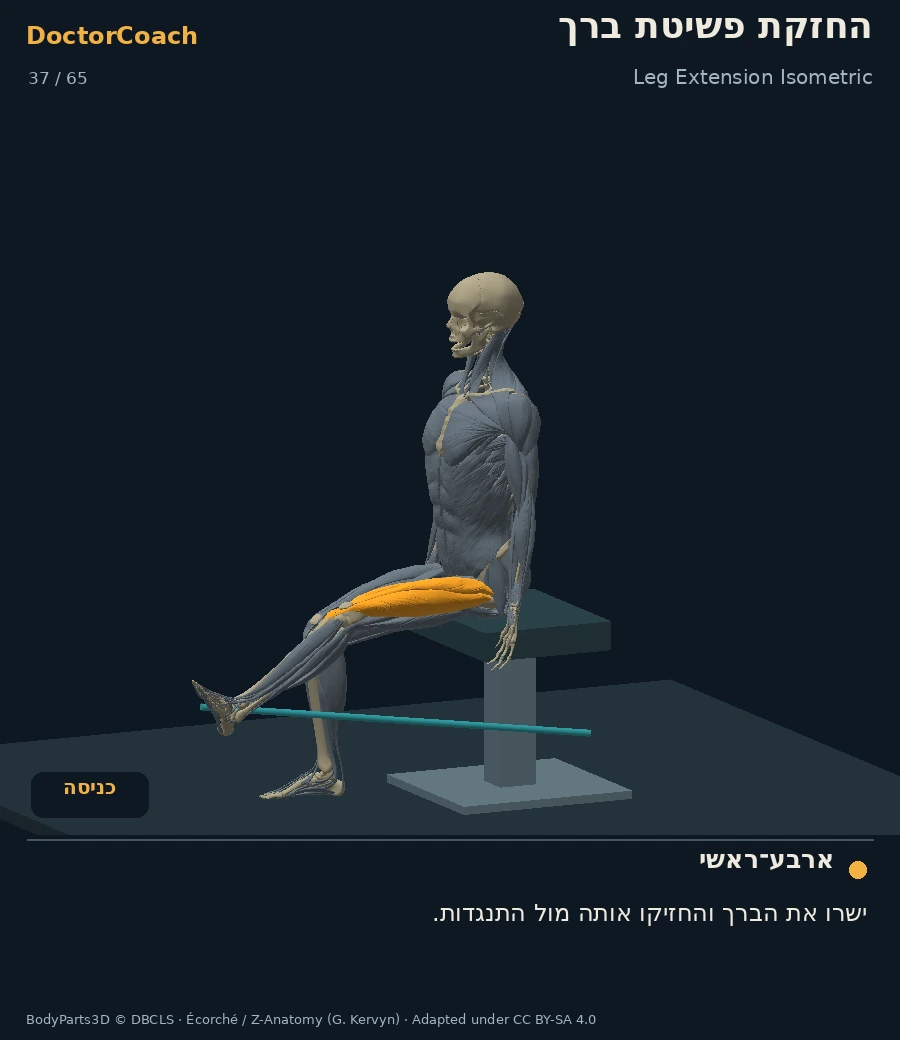 DoctorCoach
החזקת פשיטת ברך
37 / 65
Leg Extension Isometric
כניסה
ארבע־ראשי
ישרו את הברך והחזיקו אותה מול התנגדות.
BodyParts3D © DBCLS · Écorché / Z-Anatomy (G. Kervyn) · Adapted under CC BY-SA 4.0